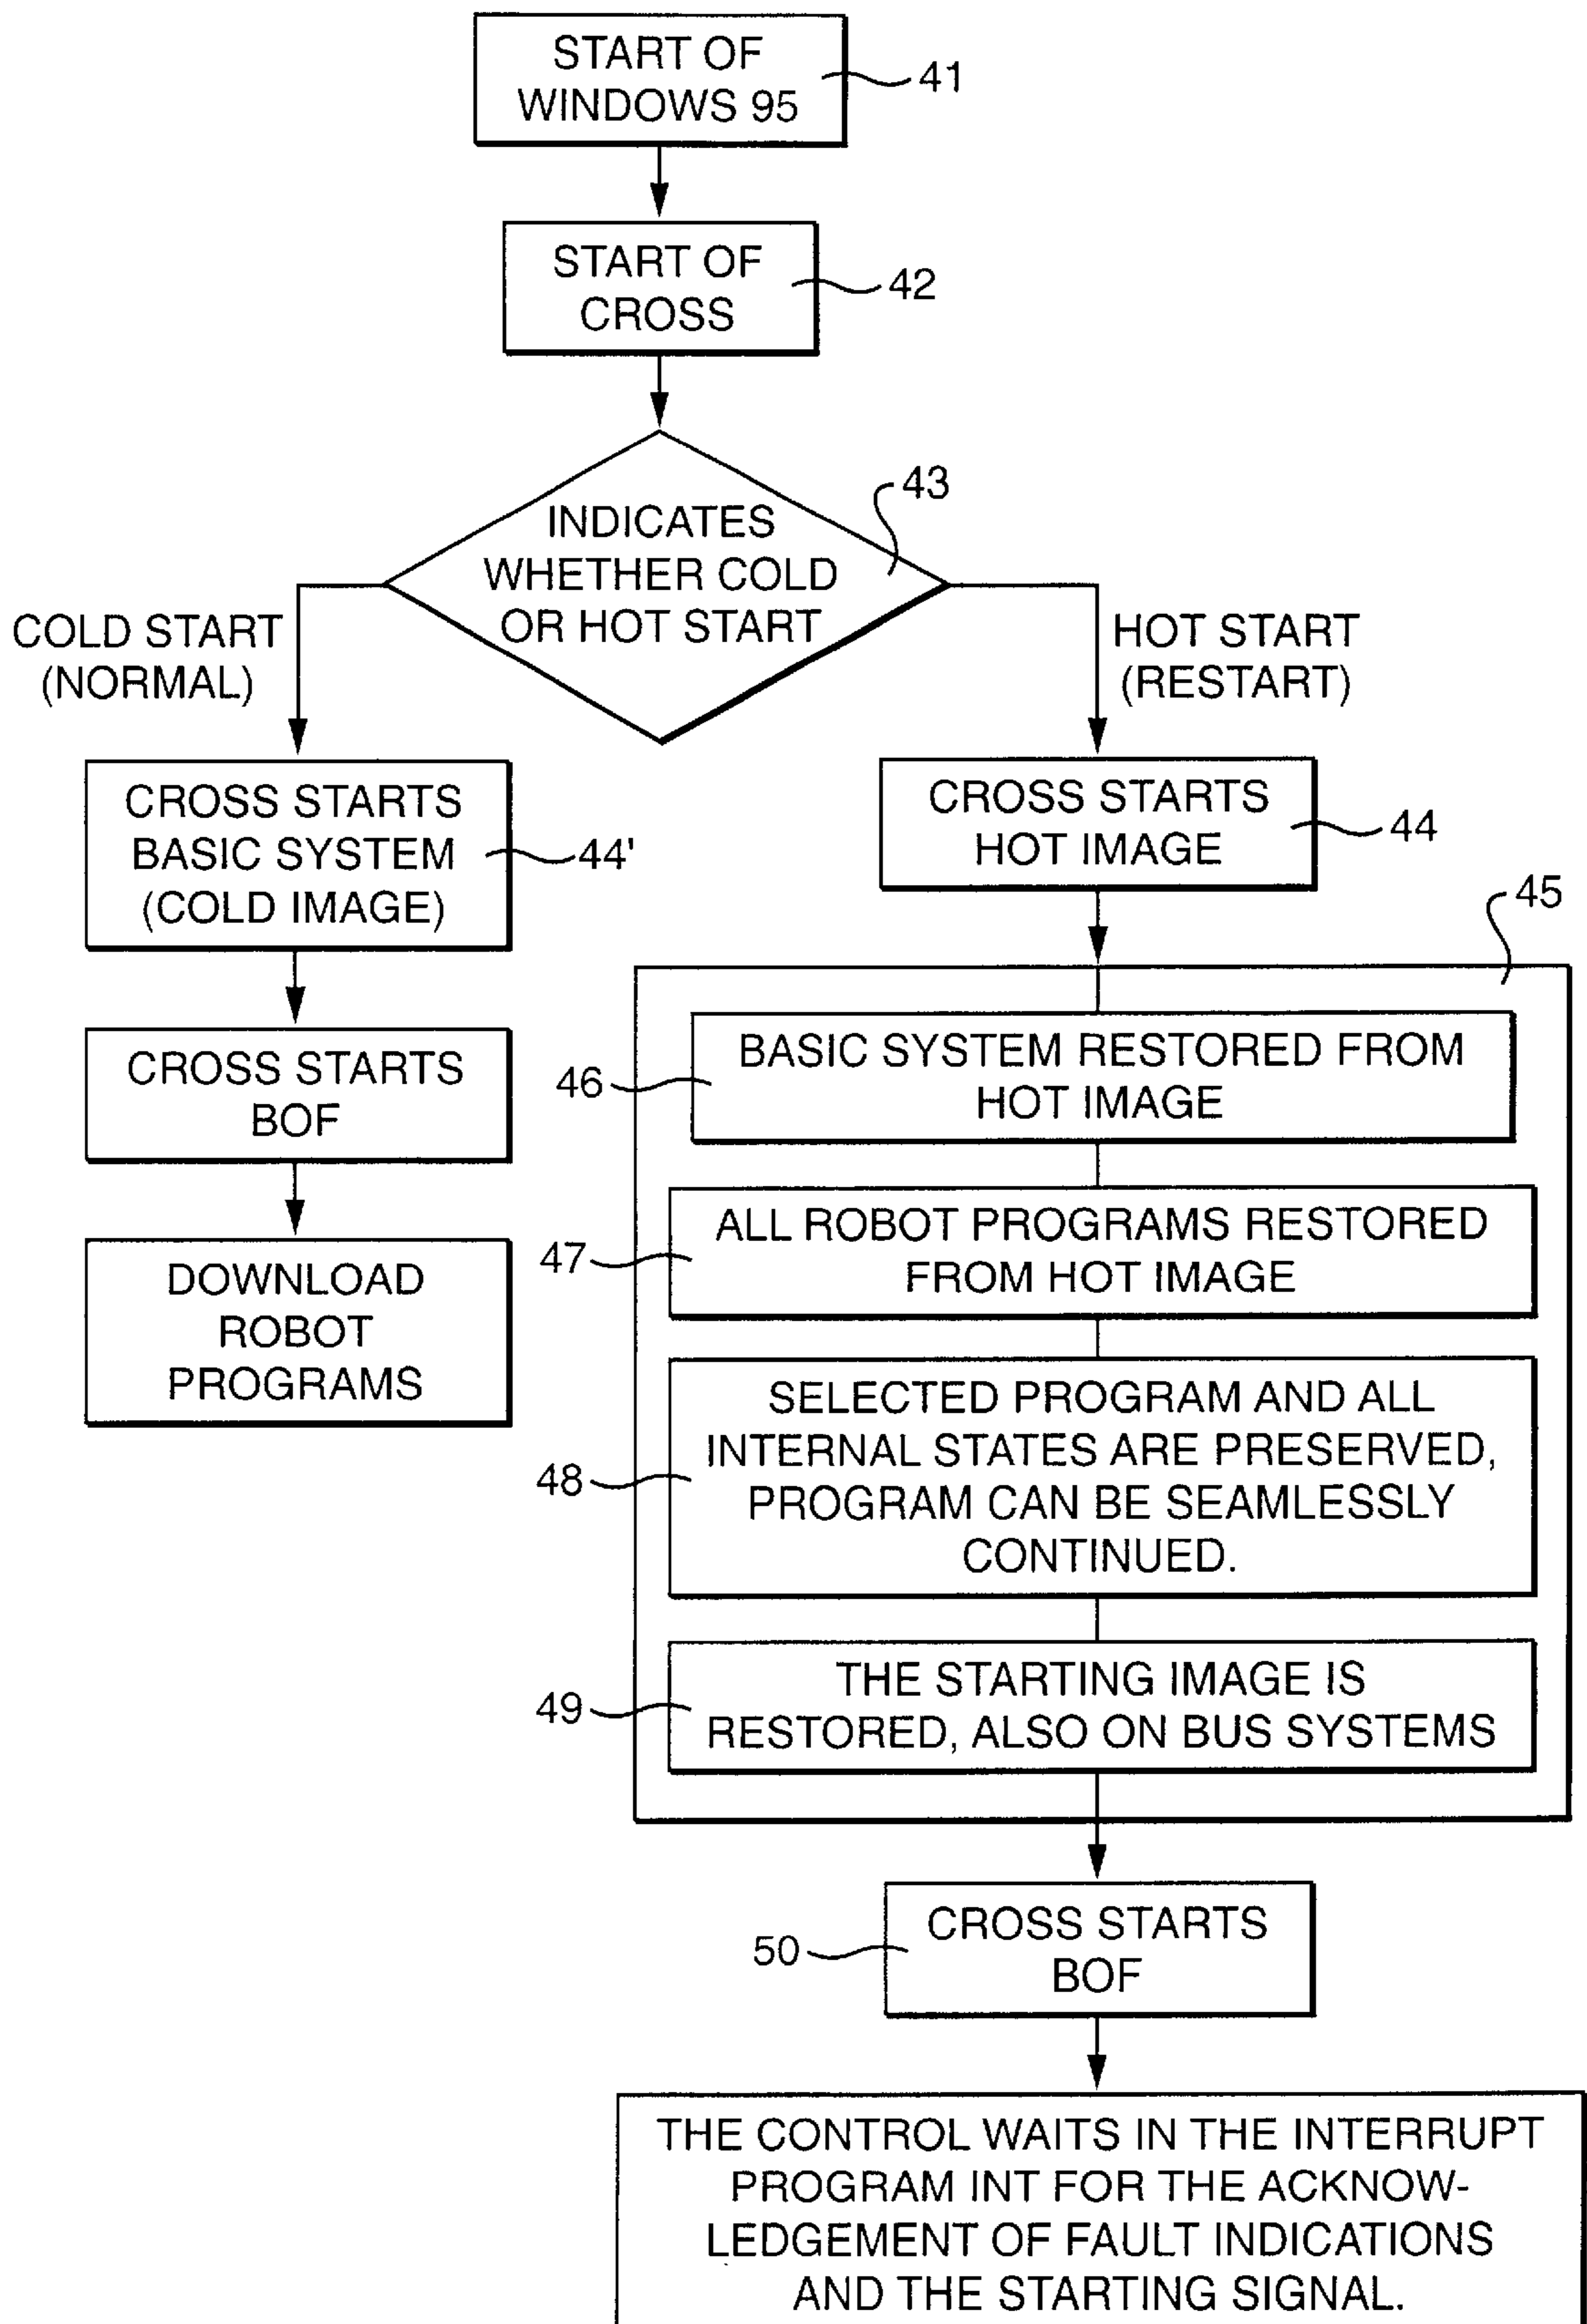 START OF
WINDOWS 95
41
START OF
CROSS
42
43
INDICATES
WHETHER COLD
OR HOT START
COLD START
(NORMAL)
HOT START
(RESTART)
CROSS STARTS
BASIC SYSTEM
(COLD IMAGE)
44'
CROSS STARTS
HOT IMAGE
44
45
CROSS STARTS
BOF
DOWNLOAD
ROBOT
PROGRAMS
46
BASIC SYSTEM RESTORED FROM
HOT IMAGE
47
ALL ROBOT PROGRAMS RESTORED
FROM HOT IMAGE
48
SELECTED PROGRAM AND ALL
INTERNAL STATES ARE PRESERVED,
PROGRAM CAN BE SEAMLESSLY
CONTINUED.
49
THE STARTING IMAGE IS
RESTORED, ALSO ON BUS SYSTEMS
50
CROSS STARTS
BOF
THE CONTROL WAITS IN THE INTERRUPT
PROGRAM INT FOR THE ACKNOW-
LEDGEMENT OF FAULT INDICATIONS
AND THE STARTING SIGNAL.